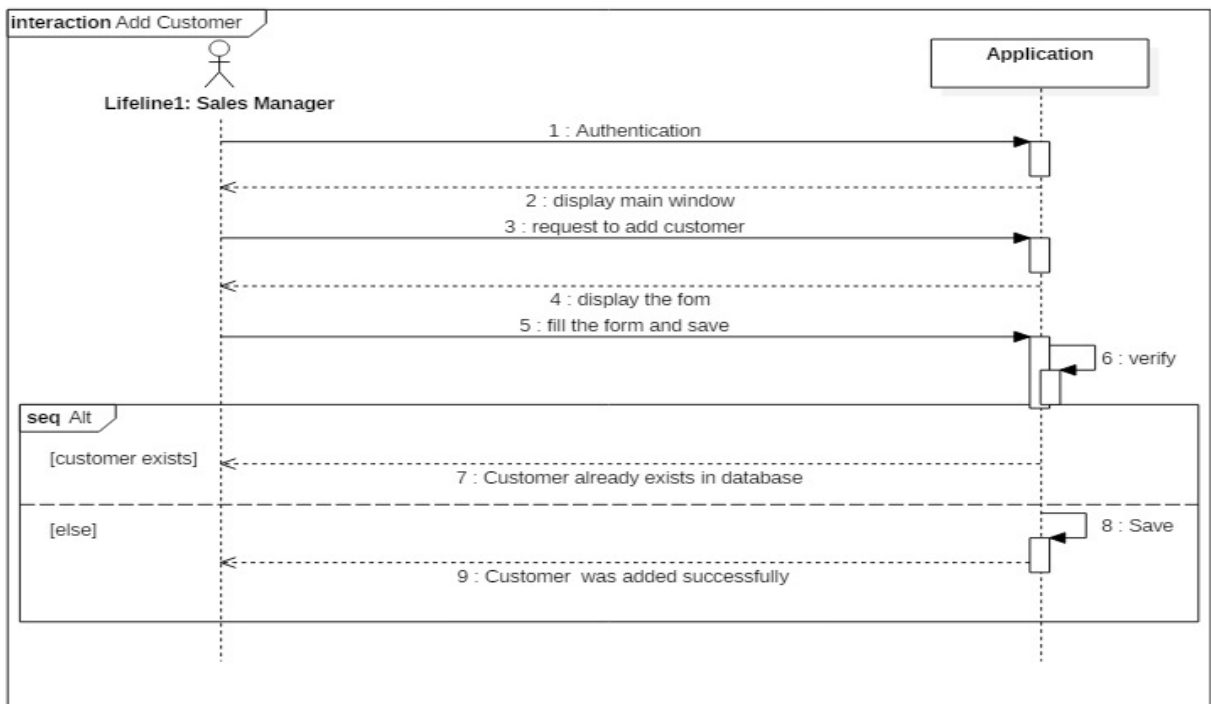 interaction Add Customer
Application
Lifeline1: Sales Manager
1 : Authentication
2 : display main window
3 : request to add customer
4 : display the fom
5 : fill the form and save
6 : verify
seq Alt
[customer exists]
7 : Customer already exists in database
[else]
8 : Save
9 : Customer was added successfully